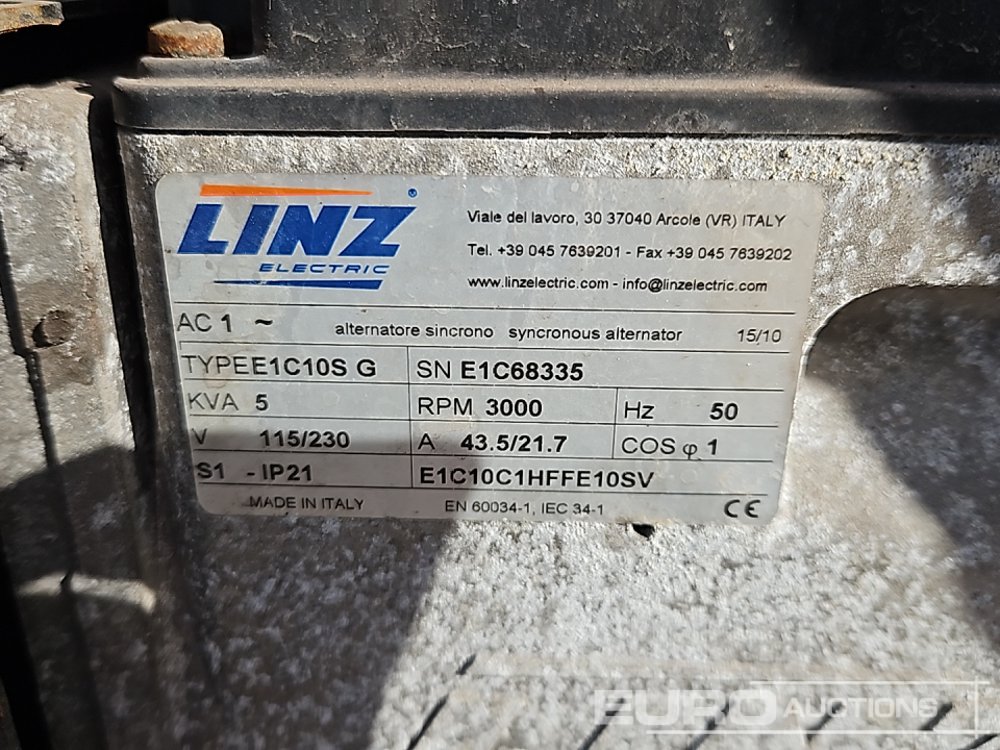 LINZ ®
ELECTRIC
Viale del lavoro, 30 37040 Arcole (VR) ITALY
Tel. +39 045 7639201 - Fax +39 045 7639202
www.linzelectric.com - info@linzelectric.com
AC 1 ~ alternatore sincrono syncronous alternator 15/10
TYPE E1C10S G SN E1C68335
KVA 5 RPM 3000 Hz 50
V 115/230 A 43.5/21.7 COS φ 1
S1 - IP21 E1C10C1HFFE10SV
MADE IN ITALY EN 60034-1, IEC 34-1 CE
EURO AUCTIONS